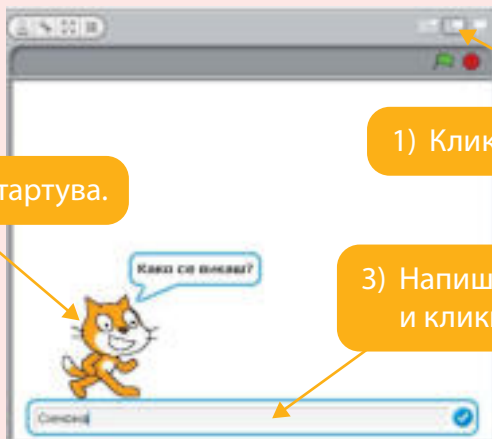 1) Клик
тартува.
Како се викаш?
3) Напиш
и клик
Симона